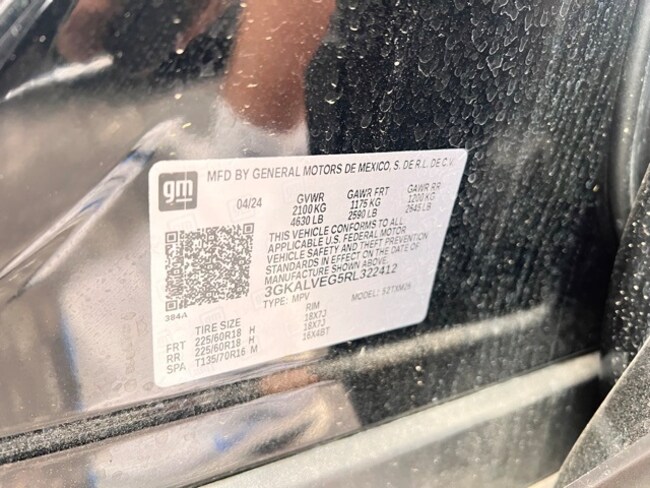 gm
MFD BY GENERAL MOTORS DE MEXICO, S. DE R.L. DE C.V.
04/24 GVWR GAWR FRT GAWR RR
2100 KG 1175 KG 1200 KG
4630 LB 2590 LB 2645 LB
THIS VEHICLE CONFORMS TO ALL
APPLICABLE U.S. FEDERAL MOTOR
VEHICLE SAFETY AND THEFT PREVENTION
STANDARDS IN EFFECT ON THE DATE OF
MANUFACTURE SHOWN ABOVE.
3GKALVEG5RL322412
TYPE: MPV MODEL:
384A
TIRE SIZE RIM
FRT 225/60R18 H 18X7J
RR 225/60R18 H 18X7J
SPA T135/70R16 M 16X4BT